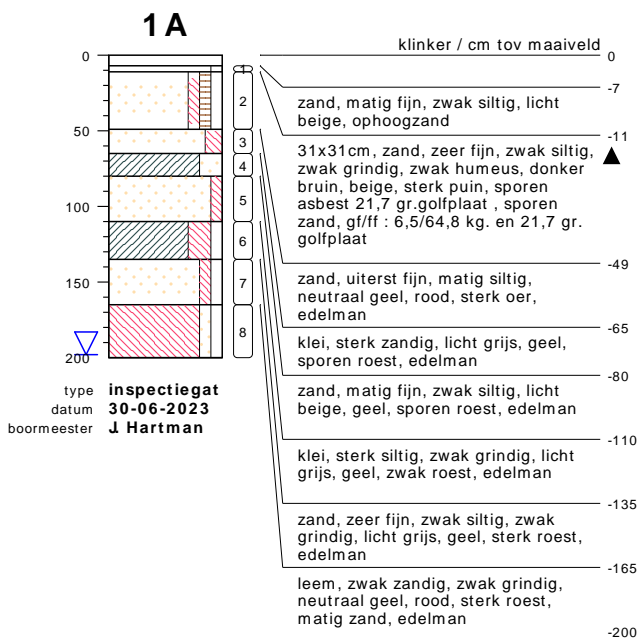 1A
klinker / cm tov maaiveld
0
50
100
150
200
1
2
3
4
5
6
7
8
0
-7
zand, matig fijn, zwak siltig, licht
beige, ophoogzand
-11
31x31cm, zand, zeer fijn, zwak siltig,
zwak grindig, zwak humeus, donker
bruin, beige, sterk puin, sporen
asbest 21,7 gr.golfplaat , sporen
zand, gf/ff : 6,5/64,8 kg. en 21,7 gr.
golfplaat
-49
zand, uiterst fijn, matig siltig,
neutraal geel, rood, sterk oer,
edelman
-65
klei, sterk zandig, licht grijs, geel,
sporen roest, edelman
-80
zand, matig fijn, zwak siltig, licht
beige, geel, sporen roest, edelman
-110
klei, sterk siltig, zwak grindig, licht
grijs, geel, zwak roest, edelman
-135
zand, zeer fijn, zwak siltig, zwak
grindig, licht grijs, geel, sterk roest,
edelman
-165
leem, zwak zandig, zwak grindig,
neutraal geel, rood, sterk roest,
matig zand, edelman
-200
type inspectiegat
datum 30-06-2023
boormeester J. Hartman